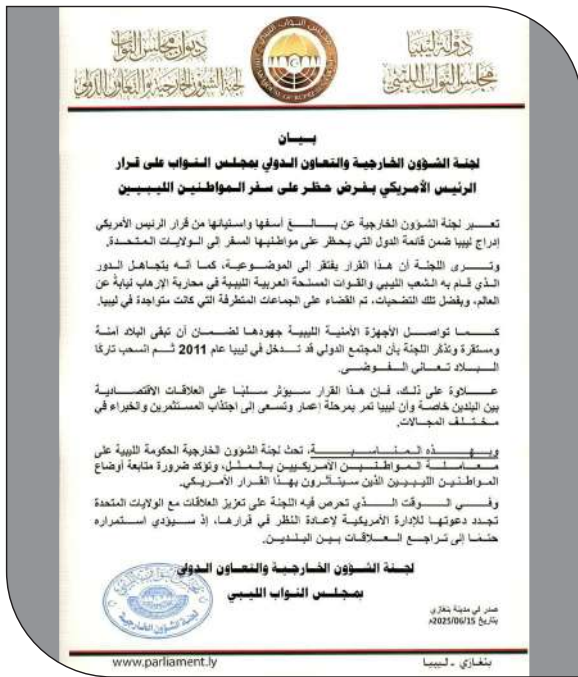 دولة ليبيا
مجلس النواب الليبي
ديوان مجلس النواب
لجنة الشؤون الخارجية والتعاون الدولي
بيان
لجنة الشؤون الخارجية والتعاون الدولي بمجلس النواب على قرار
الرئيس الأمريكي بفرض حظر على سفر المواطنين الليبيين
تعبر لجنة الشؤون الخارجية عن بالغ أسفها واستيائها من قرار الرئيس الأمريكي
إدراج ليبيا ضمن قائمة الدول التي يحظر على مواطنيها السفر إلى الولايات المتحدة.
وترى اللجنة أن هذا القرار يفتقر إلى الموضوعية، كما أنه يتجاهل الدور
الذي قام به الشعب الليبي والقوات المسلحة العربية الليبية في محاربة الإرهاب نيابةً عن
العالم، وبفضل تلك التضحيات، تم القضاء على الجماعات المتطرفة التي كانت متواجدة في ليبيا.
كما تواصل الأجهزة الأمنية الليبية جهودها لضمان أن تبقى البلاد آمنة
ومستقرة وتذكر اللجنة بأن المجتمع الدولي قد تدخل في ليبيا عام 2011 ثم انسحب تاركًا
البلاد تعاني الفوضى.
علاوة على ذلك، فإن هذا القرار سيؤثر سلبًا على العلاقات الاقتصادية
بين البلدين خاصة وأن ليبيا تمر بمرحلة إعمار وتسعى إلى اجتذاب المستثمرين والخبراء في
مختلف المجالات.
وبهذه المناسبة، تحث لجنة الشؤون الخارجية الحكومة الليبية على
معاملة المواطنين الأمريكيين بالمثل، وتؤكد ضرورة متابعة أوضاع
المواطنين الليبيين الذين سيتأثرون بهذا القرار الأمريكي.
وفي الوقت الذي تحرص فيه اللجنة على تعزيز العلاقات مع الولايات المتحدة
تجدد دعوتها للإدارة الأمريكية لإعادة النظر في قرارها، إذ سيؤدي استمراره
حتمًا إلى تراجع العلاقات بين البلدين.
لجنة الشؤون الخارجية والتعاون الدولي
بمجلس النواب الليبي
لجنة الشؤون الخارجية
صدر في مدينة بنغازي
بتاريخ 2025/06/15م
بنغازي - ليبيا
www.parliament.ly